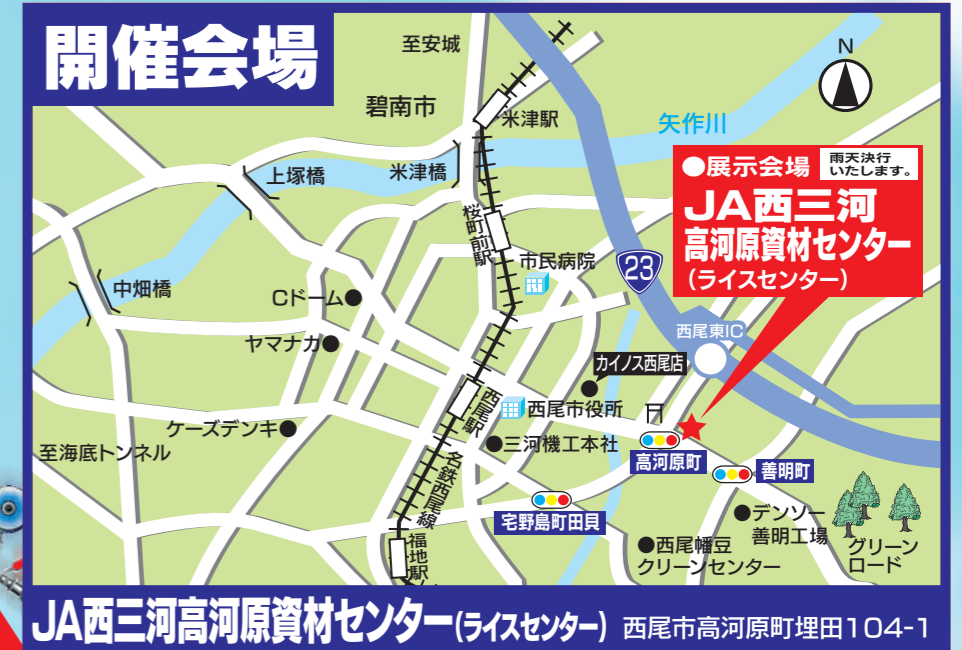 開催会場
至安城
N
碧南市
米津駅
矢作川
●展示会場
雨天決行
いたします。
JA西三河
高河原資材センター
(ライスセンター)
上塚橋
米津橋
桜町前駅
市民病院
23
中畑橋
Cドーム●
ヤマナカ●
西尾東IC
カイノス西尾店
西尾駅
西尾市役所
ケーズデンキ●
●三河機工本社
至海底トンネル
高河原町
善明町
名鉄西尾線
宅野島町田貝
●デンソー
善明工場
福地駅
●西尾幡豆
クリーンセンター
グリーン
ロード
JA西三河高河原資材センター(ライスセンター) 西尾市高河原町埋田104-1